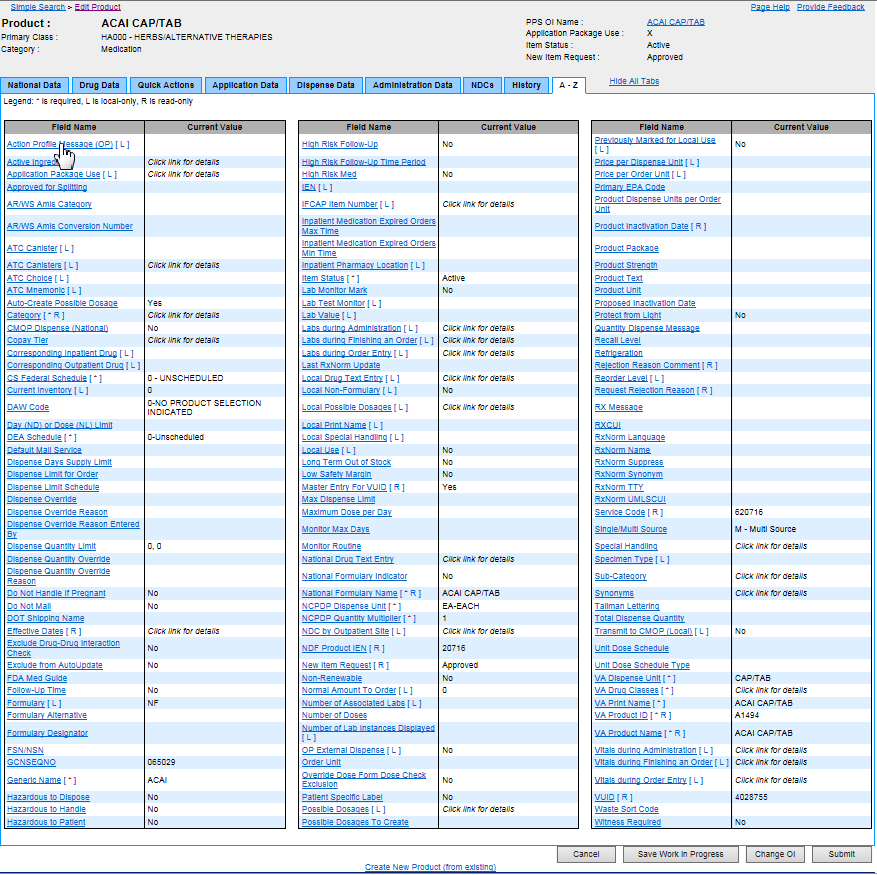 Simple Search > Edit Product
Page Help Provide Feedback
Product : ACAI CAP/TAB
Primary Class : HA000 - HERBS/ALTERNATIVE THERAPIES
Category : Medication
PPS OI Name : ACAI CAP/TAB
Application Package Use : X
Item Status : Active
New Item Request : Approved
National Data Drug Data Quick Actions Application Data Dispense Data Administration Data NDCs History A - Z Hide All Tabs
Legend: * is required, L is local-only, R is read-only
Field Name Current Value
Action Profile Message (OP) [ L ]
Active Click link for details
Application Package Use [ L ] Click link for details
Approved for Splitting
AR/WS Amis Category
AR/WS Amis Conversion Number
ATC Canister [ L ]
ATC Canisters [ L ] Click link for details
ATC Choice [ L ]
ATC Mnemonic [ L ]
Auto-Create Possible Dosage Yes
Category [ * R ] Click link for details
CMOP Dispense (National) No
Copay Tier Click link for details
Corresponding Inpatient Drug [ L ]
Corresponding Outpatient Drug [ L ]
CS Federal Schedule [ * ] 0 - UNSCHEDULED
Current Inventory [ L ] 0
DAW Code 0-NO PRODUCT SELECTION
INDICATED
Day (ND) or Dose (NL) Limit
DEA Schedule [ * ] 0-Unscheduled
Default Mail Service
Dispense Days Supply Limit
Dispense Limit for Order
Dispense Limit Schedule
Dispense Override
Dispense Override Reason
Dispense Override Reason Entered
By
Dispense Quantity Limit 0, 0
Dispense Quantity Override
Dispense Quantity Override
Reason
Do Not Handle if Pregnant No
Do Not Mail No
DOT Shipping Name
Effective Dates [ R ] Click link for details
Exclude Drug-Drug Interaction
Check No
Exclude from AutoUpdate No
FDA Med Guide
Follow-Up Time No
Formulary [ L ] NF
Formulary Alternative
Formulary Designator
FSN/NSN
GCNSEQNO 065029
Generic Name [ * ] ACAI
Hazardous to Dispose No
Hazardous to Handle No
Hazardous to Patient No
Field Name Current Value
High Risk Follow-Up No
High Risk Follow-Up Time Period
High Risk Med No
IEN [ L ]
IFCAP Item Number [ L ] Click link for details
Inpatient Medication Expired Orders
Max Time
Inpatient Medication Expired Orders
Min Time
Inpatient Pharmacy Location [ L ]
Item Status [ * ] Active
Lab Monitor Mark No
Lab Test Monitor [ L ]
Lab Value [ L ]
Labs during Administration [ L ] Click link for details
Labs during Finishing an Order [ L ] Click link for details
Labs during Order Entry [ L ] Click link for details
Last RxNorm Update
Local Drug Text Entry [ L ] Click link for details
Local Non-Formulary [ L ] No
Local Possible Dosages [ L ] Click link for details
Local Print Name [ L ]
Local Special Handling [ L ]
Local Use [ L ] No
Long Term Out of Stock No
Low Safety Margin No
Master Entry For VUID [ R ] Yes
Max Dispense Limit
Maximum Dose per Day
Monitor Max Days
Monitor Routine
National Drug Text Entry Click link for details
National Formulary Indicator No
National Formulary Name [ * R ] ACAI CAP/TAB
NCPDP Dispense Unit [ * ] EA-EACH
NCPDP Quantity Multiplier [ * ] 1
NDC by Outpatient Site [ L ] Click link for details
NDF Product IEN [ R ] 20716
New Item Request [ R ] Approved
Non-Renewable No
Normal Amount To Order [ L ] 0
Number of Associated Labs [ L ]
Number of Doses
Number of Lab Instances Displayed
[ L ]
OP External Dispense [ L ] No
Order Unit
Override Dose Form Dose Check
Exclusion No
Patient Specific Label No
Possible Dosages [ L ] Click link for details
Possible Dosages To Create
Field Name Current Value
Previously Marked for Local Use
[ L ] No
Price per Dispense Unit [ L ]
Price per Order Unit [ L ]
Primary EPA Code
Product Dispense Units per Order
Unit
Product Inactivation Date [ R ]
Product Package
Product Strength
Product Text
Product Unit
Proposed Inactivation Date
Protect from Light No
Quantity Dispense Message
Recall Level
Refrigeration
Rejection Reason Comment [ R ]
Reorder Level [ L ]
Request Rejection Reason [ R ]
RX Message
RXCUI
RxNorm Language
RxNorm Name
RxNorm Suppress
RxNorm Synonym
RxNorm TTY
RxNorm UMLSCUI
Service Code [ R ] 620716
Single/Multi Source M - Multi Source
Special Handling Click link for details
Specimen Type [ L ]
Sub-Category Click link for details
Synonyms Click link for details
Tallman Lettering
Total Dispense Quantity
Transmit to CMOP (Local) [ L ] No
Unit Dose Schedule
Unit Dose Schedule Type
VA Dispense Unit [ * ] CAP/TAB
VA Drug Classes [ * ] Click link for details
VA Print Name [ * ] ACAI CAP/TAB
VA Product ID [ * R ] A1494
VA Product Name [ * R ] ACAI CAP/TAB
Vitals during Administration [ L ] Click link for details
Vitals during Finishing an Order [ L ] Click link for details
Vitals during Order Entry [ L ] Click link for details
VUID [ R ] 4028755
Waste Sort Code
Witness Required No
Cancel Save Work In Progress Change OI Submit
Create New Product (from existing)